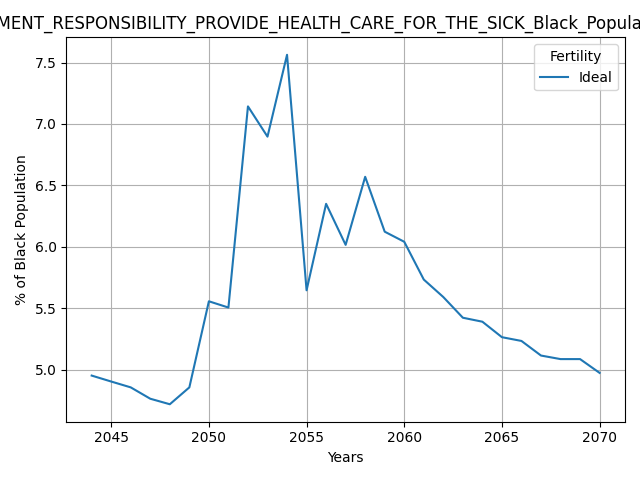 MENT_RESPONSIBILITY_PROVIDE_HEALTH_CARE_FOR_THE_SICK_Black_Popula
Fertility
Ideal
7.5
7.0
6.5
6.0
5.5
5.0
% of Black Population
2045 2050 2055 2060 2065 2070
Years